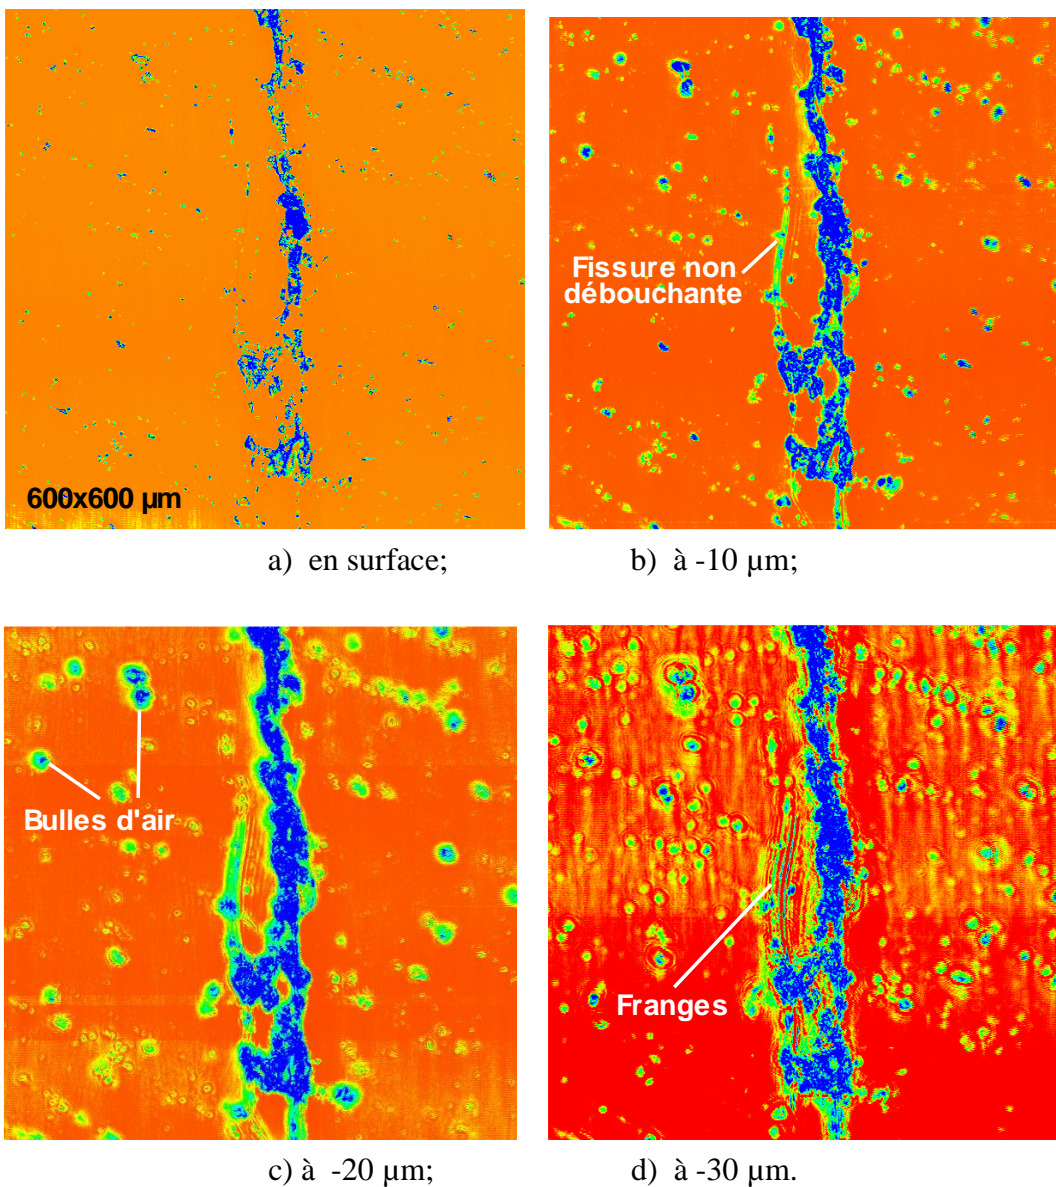 600x600 µm
a) en surface;
Fissure non
débouchante
b) à -10 µm;
Bulles d'air
c) à -20 µm;
Franges
d) à -30 µm.